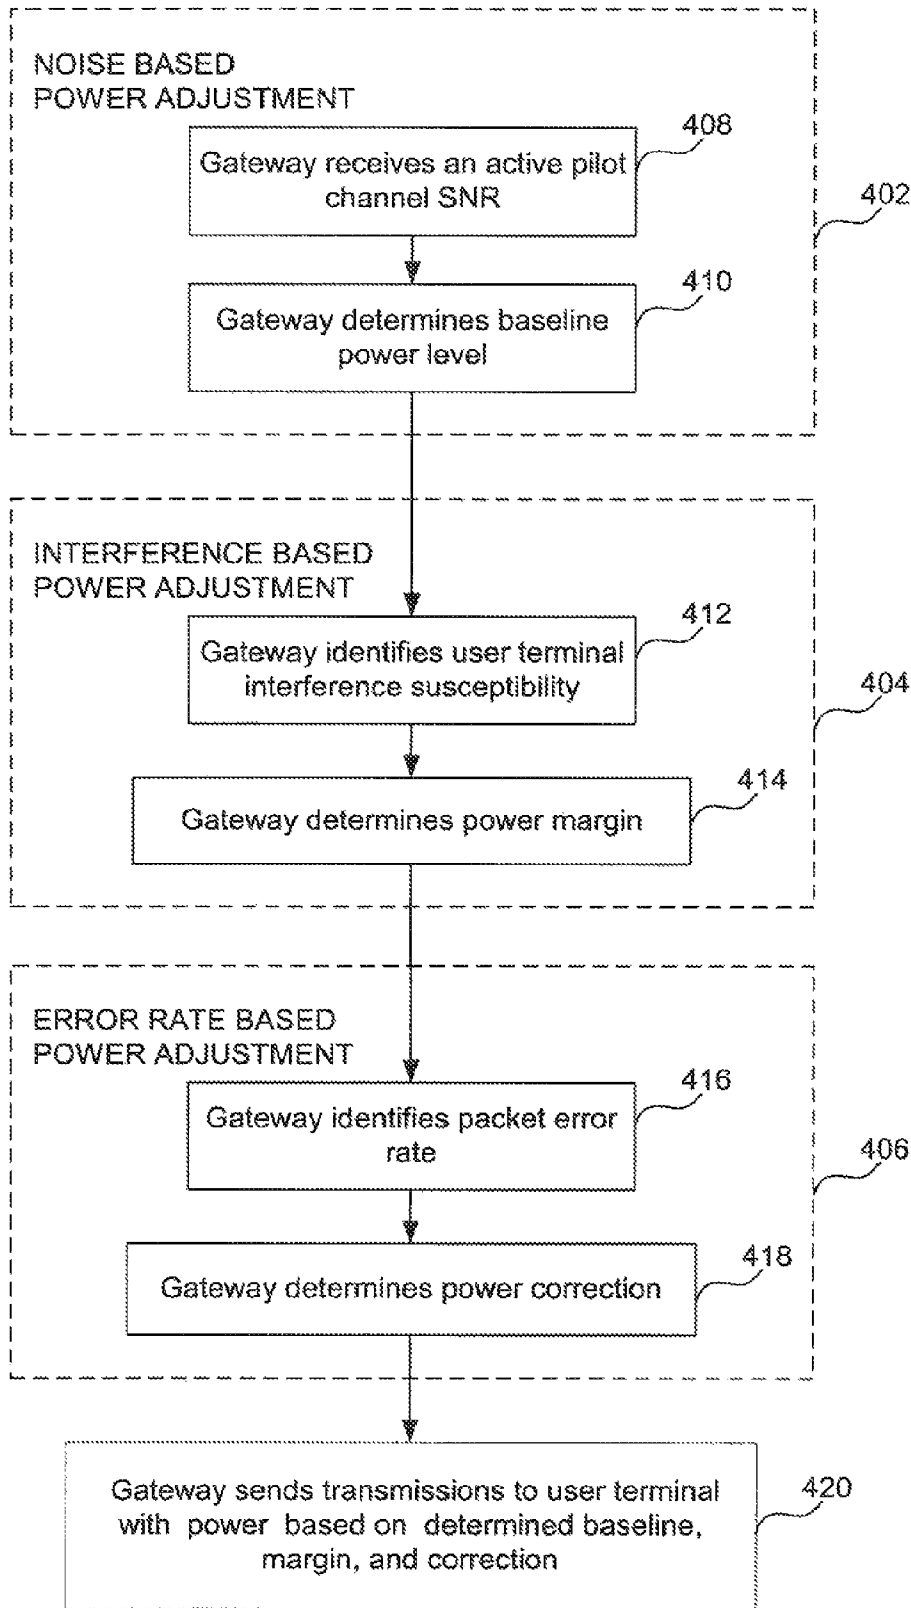 NOISE BASED
POWER ADJUSTMENT
408
Gateway receives an active pilot
channel SNR
402
410
Gateway determines baseline
power level
INTERFERENCE BASED
POWER ADJUSTMENT
412
Gateway identifies user terminal
interference susceptibility
404
414
Gateway determines power margin
ERROR RATE BASED
POWER ADJUSTMENT
416
Gateway identifies packet error
rate
406
418
Gateway determines power correction
420
Gateway sends transmissions to user terminal
with power based on determined baseline,
margin, and correction